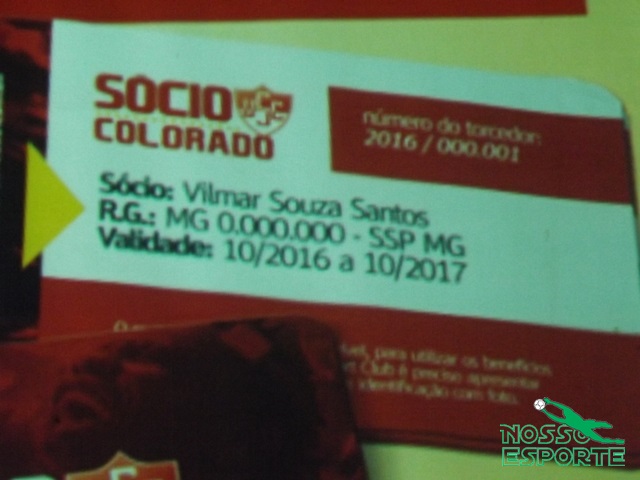 SÓCIO
COLORADO
número do torcedor:
2016 / 000.001
Sócio: Vilmar Souza Santos
R.G.: MG 0.000.000 - SSP MG
Validade: 10/2016 a 10/2017
para utilizar os benefícios
Club é preciso apresentar
identificação com foto.
NOSSO
ESPORTE